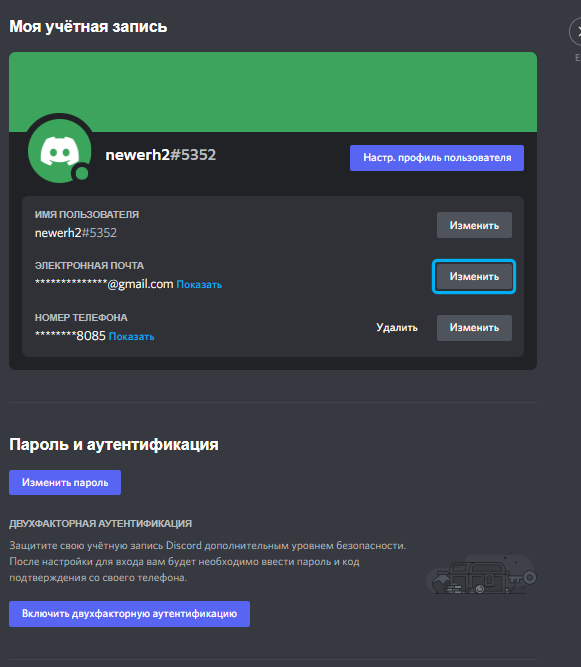 Моя учётная запись
newerh2#5352
Настр. профиль пользователя
ИМЯ ПОЛЬЗОВАТЕЛЯ
newerh2#5352
Изменить
ЭЛЕКТРОННАЯ ПОЧТА
**************@gmail.com Показать
Изменить
НОМЕР ТЕЛЕФОНА
********8085 Показать
Удалить
Изменить
Пароль и аутентификация
Изменить пароль
ДВУХФАКТОРНАЯ АУТЕНТИФИКАЦИЯ
Защитите свою учётную запись Discord дополнительным уровнем безопасности.
После настройки для входа вам будет необходимо ввести пароль и код
подтверждения со своего телефона.
Включить двухфакторную аутентификацию